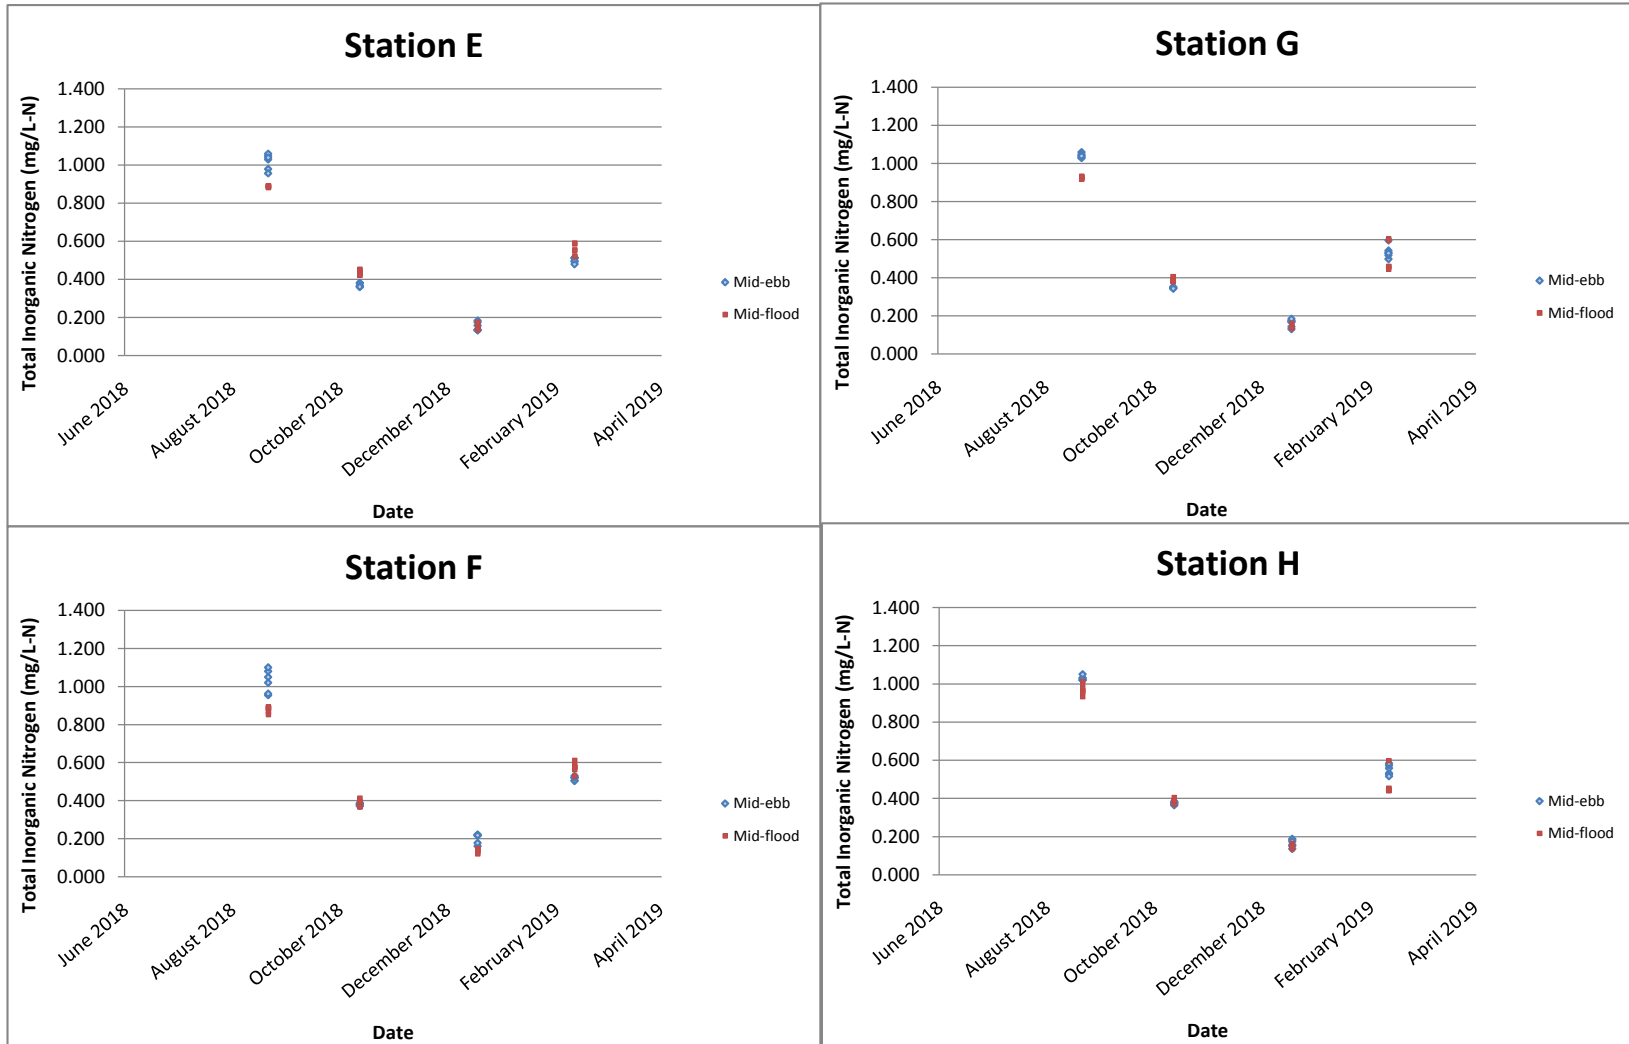 Station E
Total Inorganic Nitrogen (mg/L-N)
1.400
1.200
1.000
0.800
0.600
0.400
0.200
0.000
June 2018
August 2018
October 2018
December 2018
February 2019
April 2019
Date
Mid-ebb
Mid-flood
Station G
Total Inorganic Nitrogen (mg/L-N)
1.400
1.200
1.000
0.800
0.600
0.400
0.200
0.000
June 2018
August 2018
October 2018
December 2018
February 2019
April 2019
Date
Mid-ebb
Mid-flood
Station F
Total Inorganic Nitrogen (mg/L-N)
1.400
1.200
1.000
0.800
0.600
0.400
0.200
0.000
June 2018
August 2018
October 2018
December 2018
February 2019
April 2019
Date
Mid-ebb
Mid-flood
Station H
Total Inorganic Nitrogen (mg/L-N)
1.400
1.200
1.000
0.800
0.600
0.400
0.200
0.000
June 2018
August 2018
October 2018
December 2018
February 2019
April 2019
Date
Mid-ebb
Mid-flood